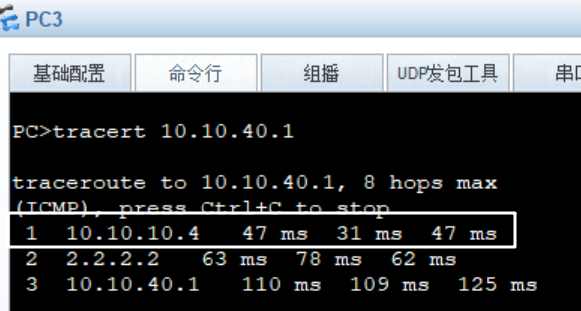 PC3
基础配置 命令行 组播 UDP发包工具 串
PC>tracert 10.10.40.1
traceroute to 10.10.40.1, 8 hops max
(ICMP), press Ctrl+C to stop
1 10.10.10.4 47 ms 31 ms 47 ms
2 2.2.2.2 63 ms 78 ms 62 ms
3 10.10.40.1 110 ms 109 ms 125 ms